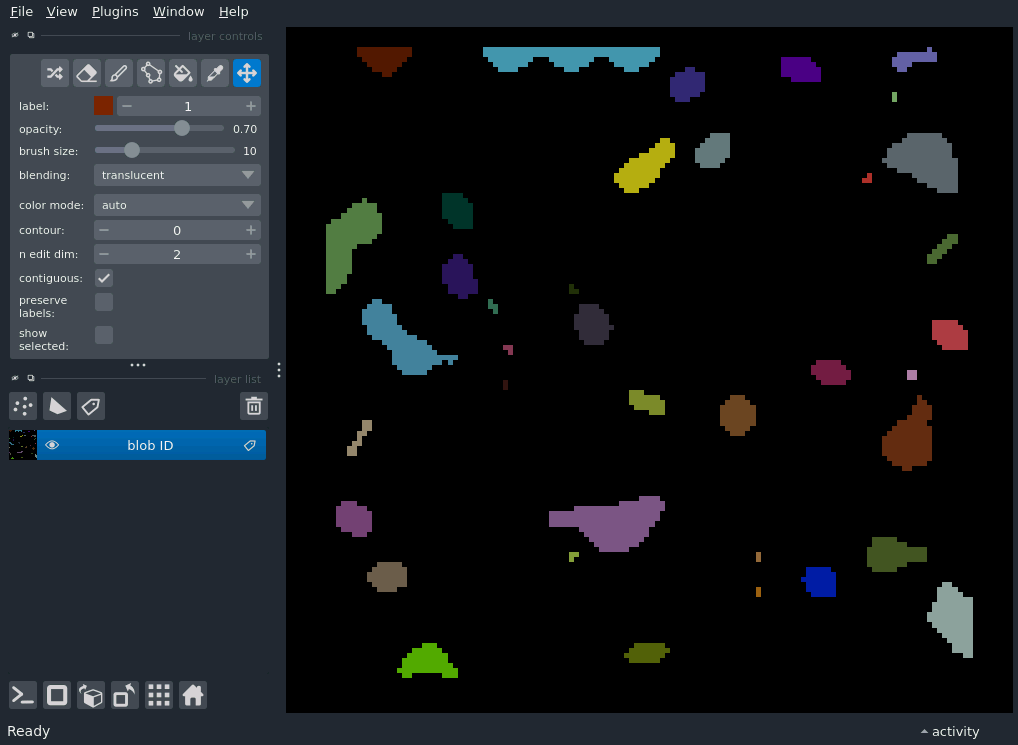 File View Plugins Window Help
layer controls
label: 1
opacity: 0.70
brush size: 10
blending: translucent
color mode: auto
contour: 0
n edit dim: 2
contiguous:
preserve
labels:
show
selected:
layer list
blob ID
Ready
activity